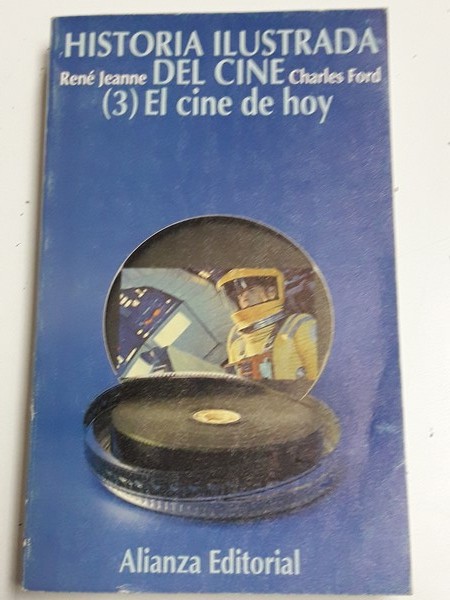 HISTORIA ILUSTRADA
René Jeanne DEL CINE Charles Ford
(3) El cine de hoy
Alianza Editorial